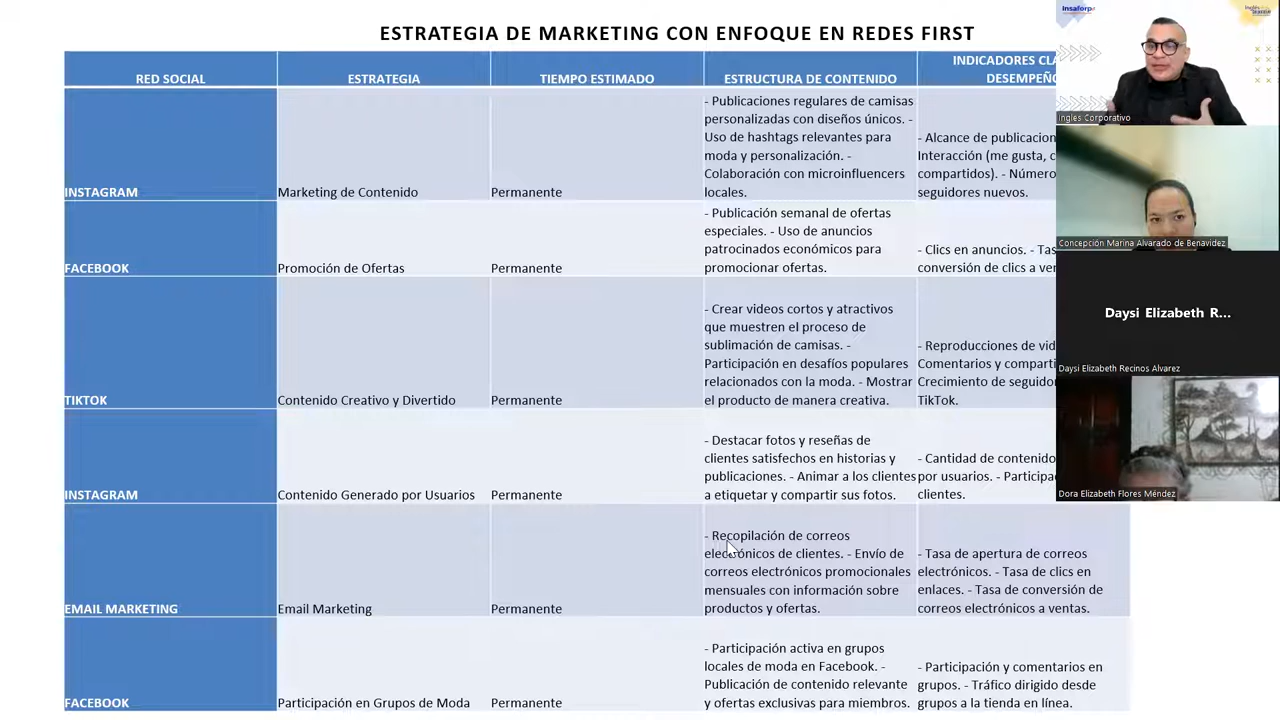 ESTRATEGIA DE MARKETING CON ENFOQUE EN REDES FIRST
RED SOCIAL
ESTRATEGIA
TIEMPO ESTIMADO
ESTRUCTURA DE CONTENIDO
INDICADORES
DESEMPEÑO
INSTAGRAM
Marketing de Contenido
Permanente
- Publicaciones regulares de camisas
personalizadas con diseños únicos. -
Uso de hashtags relevantes para
moda y personalización. -
Colaboración con microinfluencers
locales.
- Alcance de
Interacción (me gusta,
compartidos). - Número
seguidores nuevos.
FACEBOOK
Promoción de Ofertas
Permanente
- Publicación semanal de ofertas
especiales. - Uso de anuncios
patrocinados económicos para
promocionar ofertas.
- Clics en anuncios. -
conversión de clics a
TIKTOK
Contenido Creativo y Divertido
Permanente
- Crear videos cortos y atractivos
que muestren el proceso de
sublimación de camisas. -
Participación en desafíos populares
relacionados con la moda. - Mostrar
el producto de manera creativa.
- Reproducciones de
Comentarios y
Crecimiento de
TikTok.
INSTAGRAM
Contenido Generado por Usuarios
Permanente
- Destacar fotos y reseñas de
clientes satisfechos en historias y
publicaciones. - Animar a los clientes
a etiquetar y compartir sus fotos.
- Cantidad de contenido
por usuarios. -
clientes.
EMAIL MARKETING
Email Marketing
Permanente
- Recopilación de correos
electrónicos de clientes. - Envío de
correos electrónicos promocionales
mensuales con información sobre
productos y ofertas.
- Tasa de apertura de correos
electrónicos. - Tasa de clics en
enlaces. - Tasa de conversión de
correos electrónicos a ventas.
FACEBOOK
Participación en Grupos de Moda
Permanente
- Participación activa en grupos
locales de moda en Facebook. -
Publicación de contenido relevante
y ofertas exclusivas para miembros.
- Participación y comentarios en
grupos. - Tráfico dirigido desde
grupos a la tienda en línea.
insaforp
Ingles Corporativo
Concepción Marina Alvarado de Benavidez
Daysi Elizabeth R...
Daysi Elizabeth Recinos Alvarez
Dora Elizabeth Flores Méndez